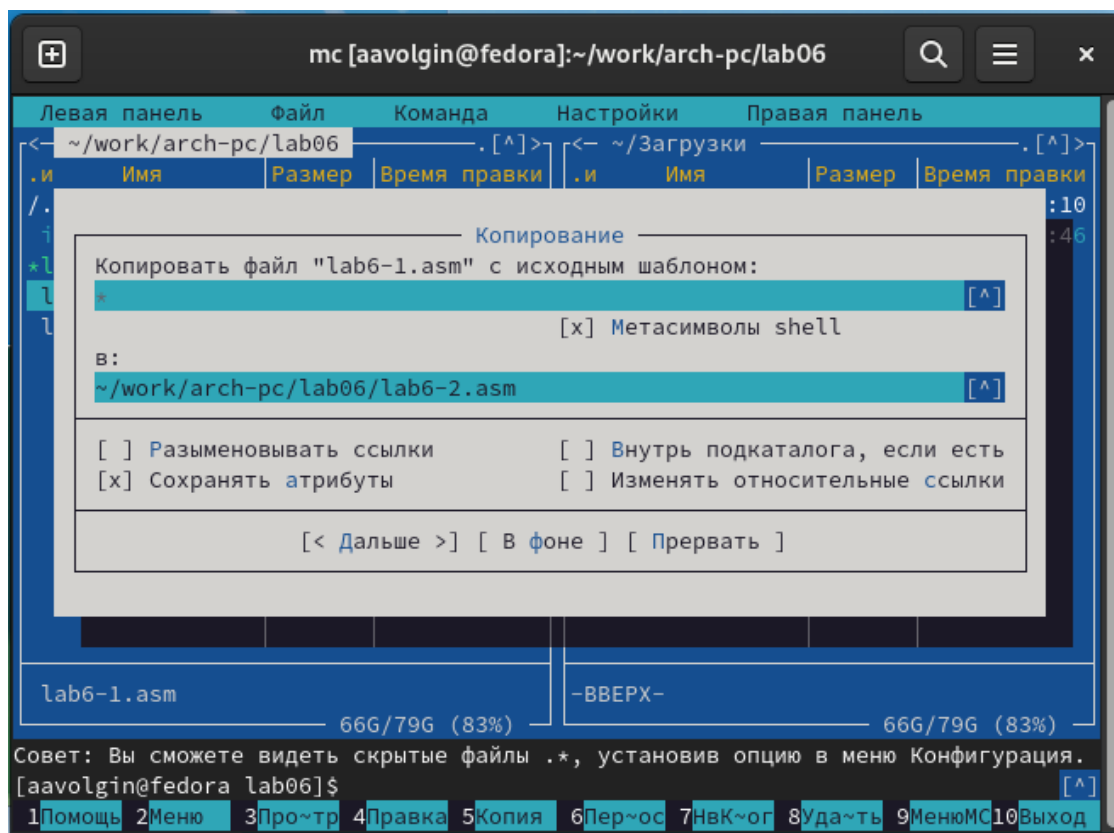 mc [aavolgin@fedora]:~/work/arch-pc/lab06
Левая панель Файл Команда Настройки Правая панель
<— ~/work/arch-pc/lab06 .[^]> <— ~/Загрузки .[^]>
.и Имя Размер Время правки .и Имя Размер Время правки
/. :10
Копирование
i :46
*l Копировать файл "lab6-1.asm" с исходным шаблоном:
l * [^]
l [x] Метасимволы shell
в:
~/work/arch-pc/lab06/lab6-2.asm [^]
[ ] Разыменовывать ссылки [ ] Внутрь подкаталога, если есть
[x] Сохранять атрибуты [ ] Изменять относительные ссылки
[< Дальше >] [ В фоне ] [ Прервать ]
lab6-1.asm -ВВЕРХ-
66G/79G (83%) 66G/79G (83%)
Совет: Вы сможете видеть скрытые файлы .*, установив опцию в меню Конфигурация.
[aavolgin@fedora lab06]$ [^]
1Помощь 2Меню 3Про~тр 4Правка 5Копия 6Пер~ос 7НвК~ог 8Уда~ть 9МенюMC 10Выход